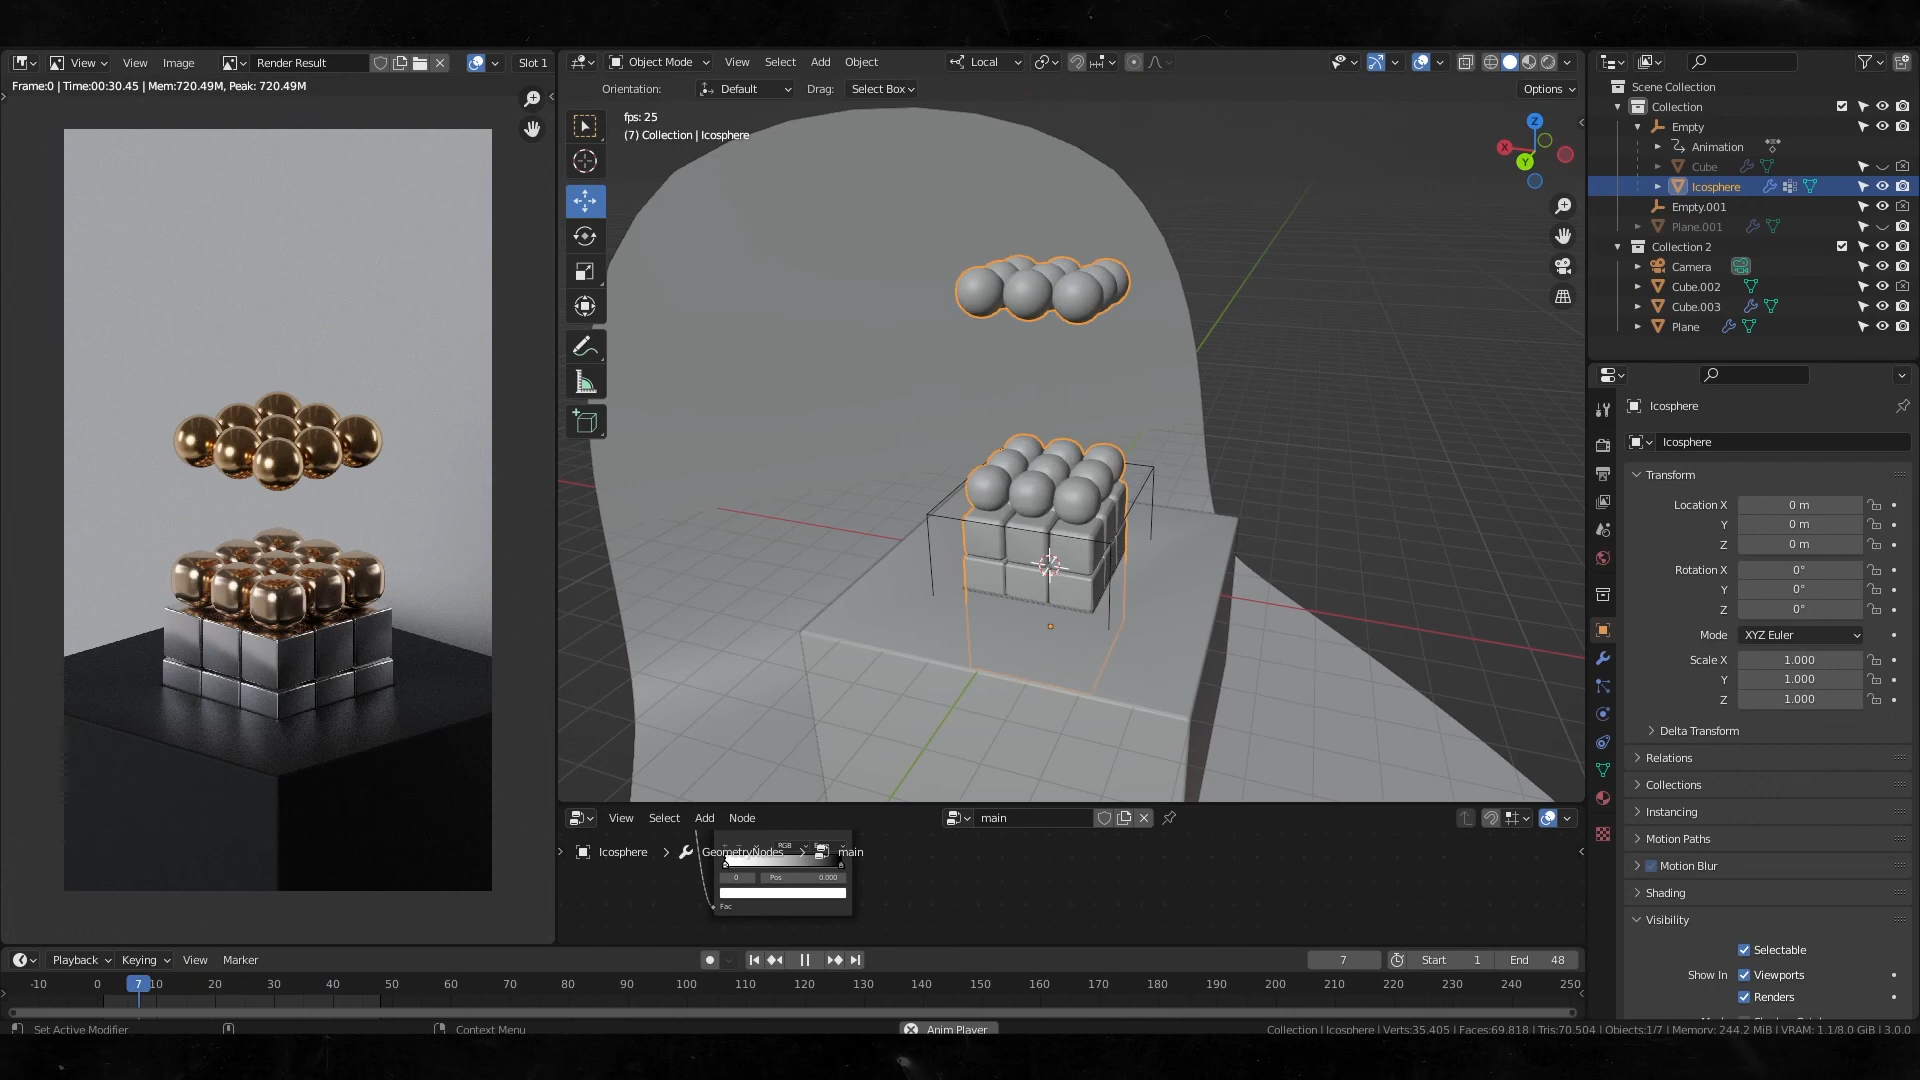 View
View
Image
Render Result
Slot 1
Frame:0 | Time:00:30.45 | Mem:720.49M, Peak: 720.49M
Object Mode
View
Select
Add
Object
Local
Orientation:
Default
Drag:
Select Box
Options
fps: 25
(7) Collection | Icosphere
Z
X
Y
Scene Collection
Collection
Empty
Animation
Cube
Icosphere
Empty.001
Plane.001
Collection 2
Camera
Cube.002
Cube.003
Plane
Icosphere
Icosphere
Transform
Location X 0 m
Y 0 m
Z 0 m
Rotation X 0°
Y 0°
Z 0°
Mode XYZ Euler
Scale X 1.000
Y 1.000
Z 1.000
Delta Transform
Relations
Collections
Instancing
Motion Paths
Motion Blur
Shading
Visibility
Selectable
Show In Viewports
Renders
View
Select
Add
Node
main
Icosphere
GeometryNodes
main
RGB
0
Pos 0.000
Fac
Playback
Keying
View
Marker
7
Start 1
End 48
-10 0 7 10 20 30 40 50 60 70 80 90 100 110 120 130 140 150 160 170 180 190 200 210 220 230 240 250
Set Active Modifier
Context Menu
Anim Player
Collection | Icosphere | Verts:35.405 | Faces:69.818 | Tris:70.504 | Objects:1/7 | Memory: 244.2 MiB | VRAM: 1.1/8.0 GiB | 3.0.0